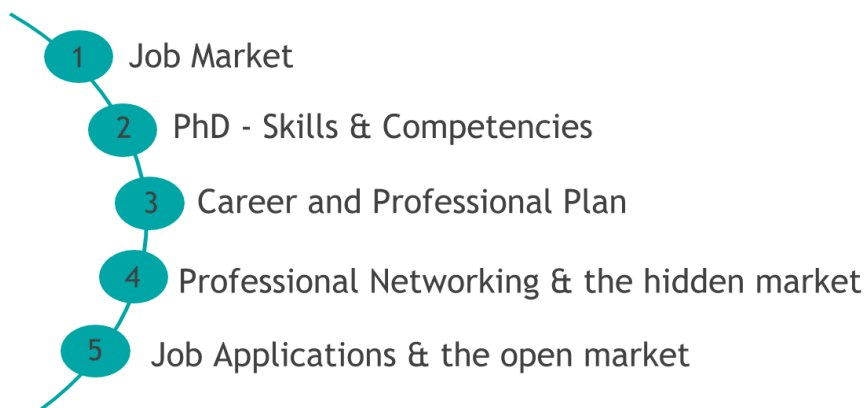 1 Job Market
2 PhD - Skills & Competencies
3 Career and Professional Plan
4 Professional Networking & the hidden market
5 Job Applications & the open market